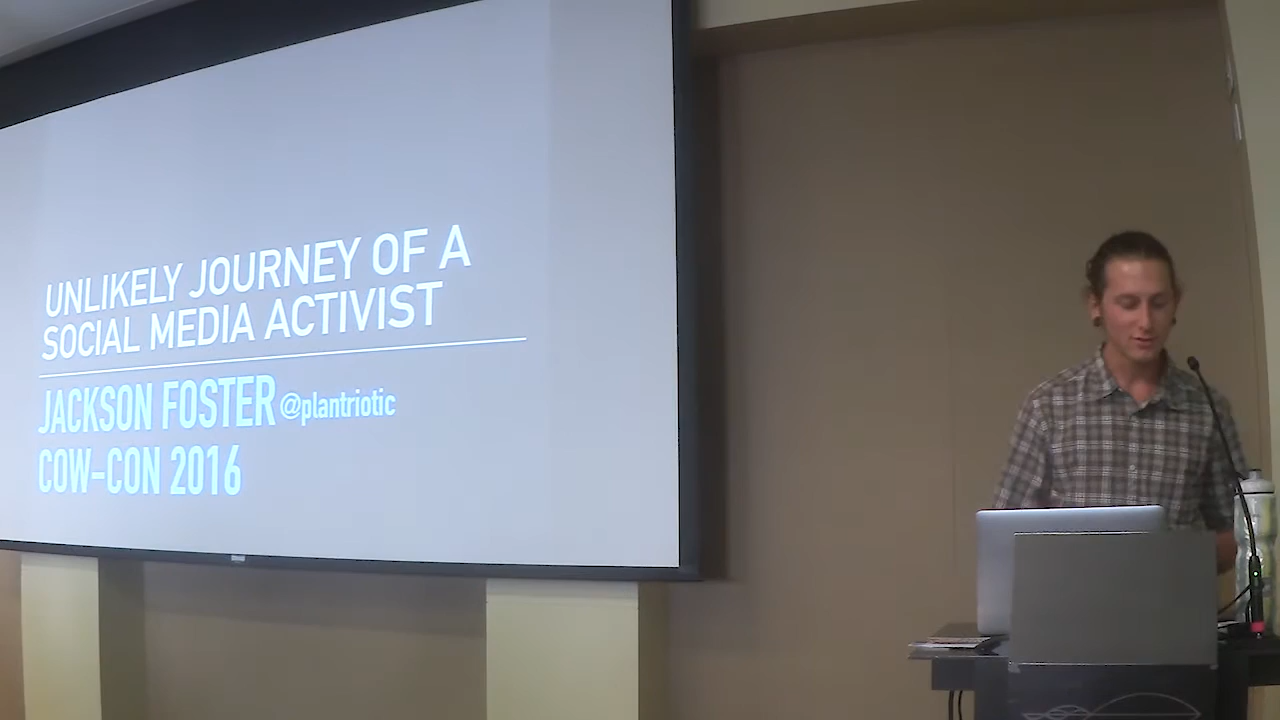 UNLIKELY JOURNEY OF A
SOCIAL MEDIA ACTIVIST
JACKSON FOSTER @plantriotic
COW-CON 2016